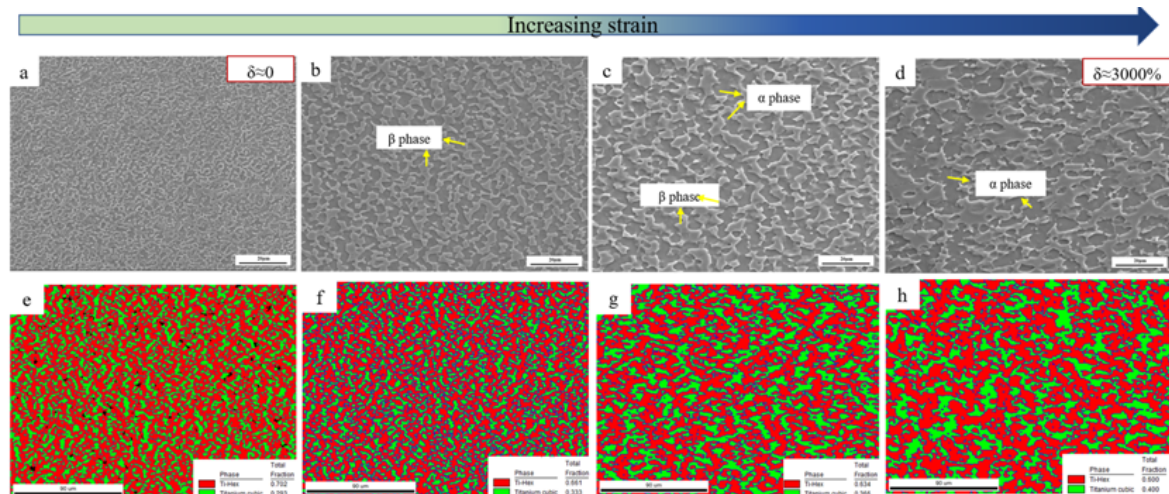 Increasing strain
a
δ≈0
b
β phase
c
α phase
β phase
d
δ≈3000%
α phase
e
Total
Phase Fraction
Ti-Hex 0.702
Titanium cubic
f
Total
Phase Fraction
Ti-Hex 0.661
Titanium cubic 0.333
g
Total
Phase Fraction
Ti-Hex 0.634
Titanium cubic
h
Total
Phase Fraction
Ti-Hex 0.600
Titanium cubic 0.400